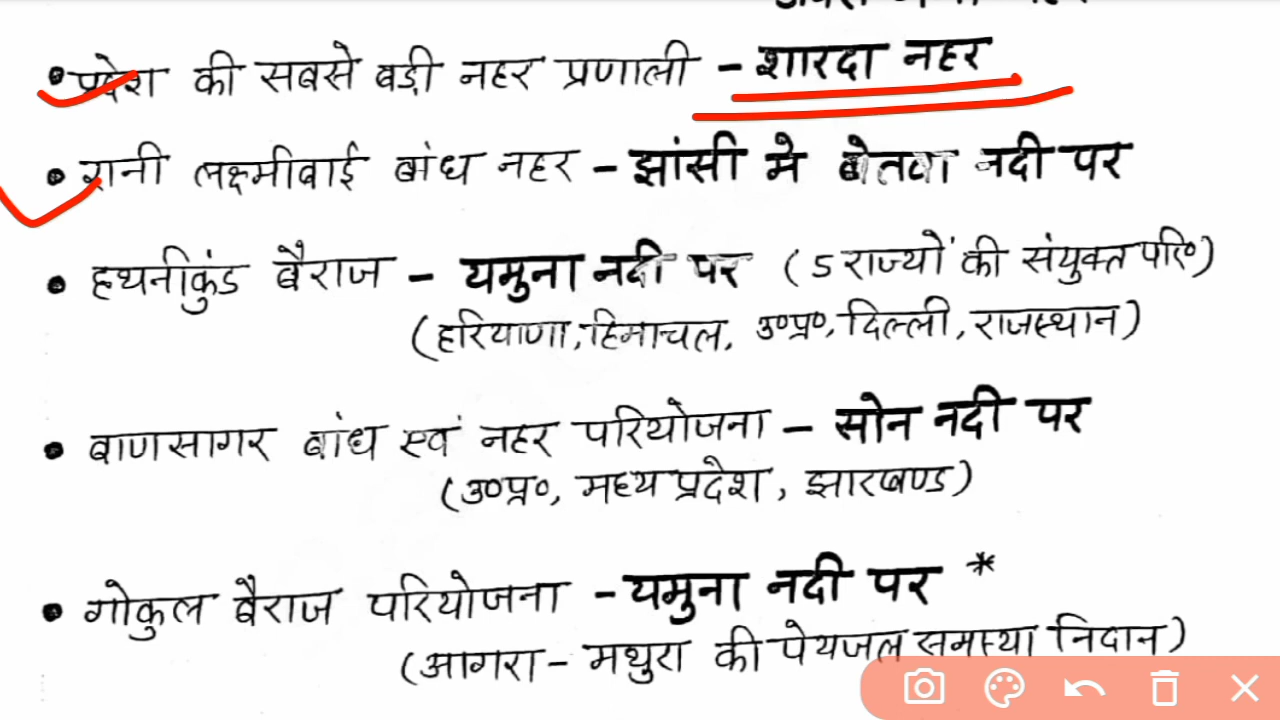 • प्रदेश की सबसे बड़ी नहर प्रणाली - शारदा नहर
• रानी लक्ष्मीबाई बांध नहर - झांसी मे बेतवा नदी पर
• हथनीकुंड बैराज - यमुना नदी पर (5 राज्यों की संयुक्त परि०)
(हरियाणा, हिमाचल, उ०प्र०, दिल्ली, राजस्थान)
• बाणसागर बांध एवं नहर परियोजना - सोन नदी पर
(उ०प्र०, मध्य प्रदेश, झारखण्ड)
• गोकुल बैराज परियोजना - यमुना नदी पर *
(आगरा - मथुरा की पेयजल समस्या निदान)